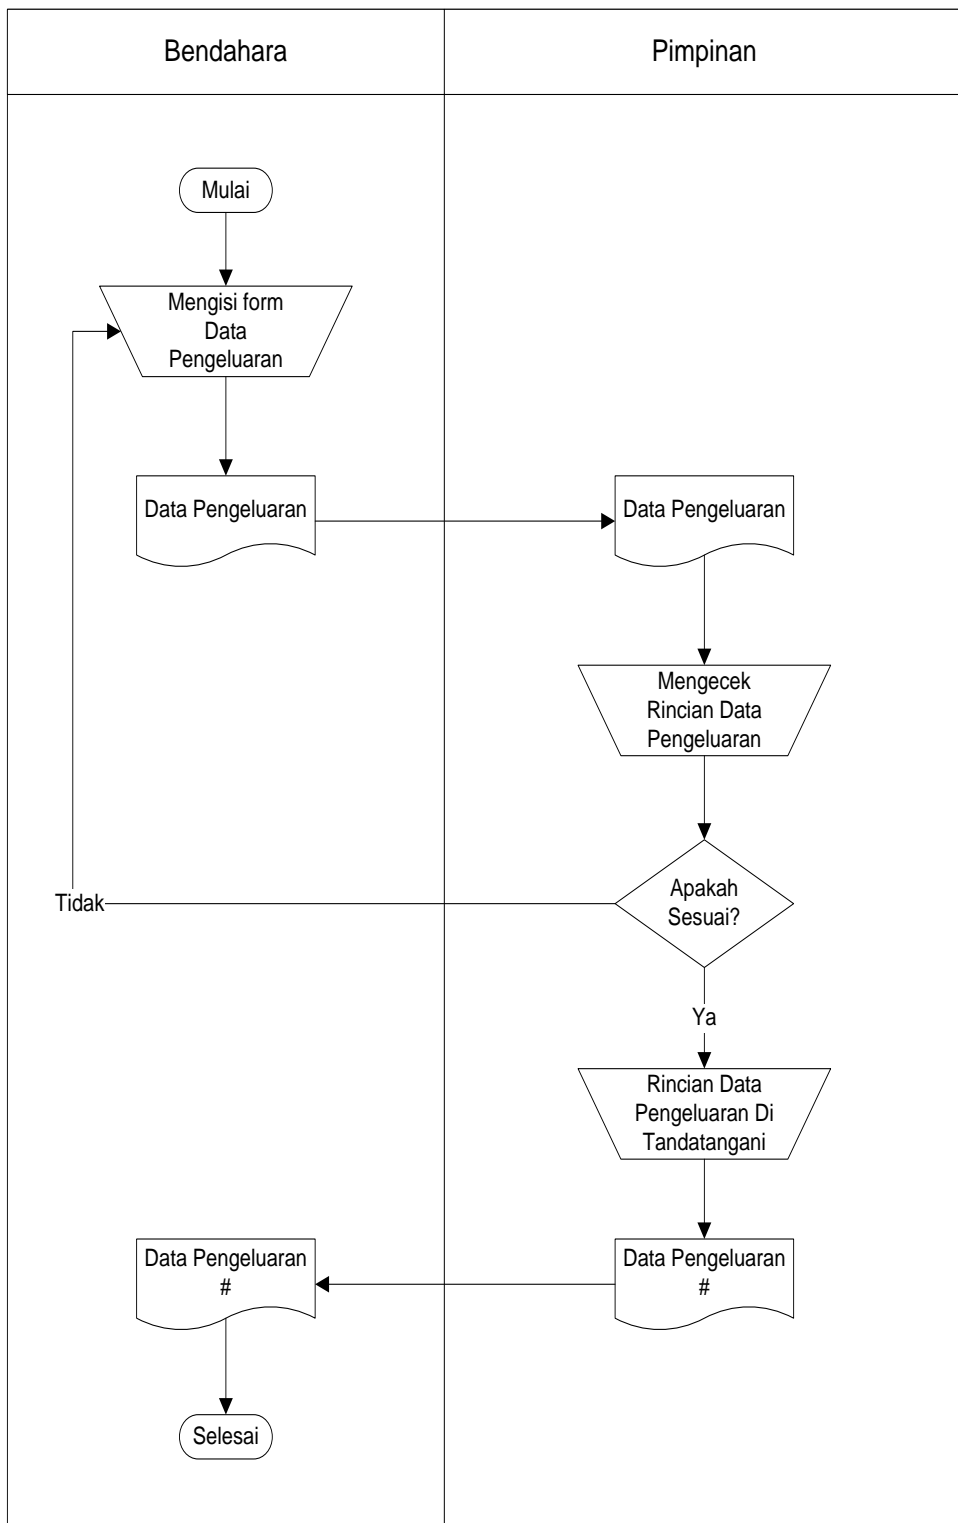 Bendahara
Pimpinan
Mulai
Mengisi form
Data
Pengeluaran
Data Pengeluaran
Data Pengeluaran
Mengecek
Rincian Data
Pengeluaran
Apakah
Sesuai?
Tidak
Ya
Rincian Data
Pengeluaran Di
Tandatangani
Data Pengeluaran
#
Data Pengeluaran
#
Selesai